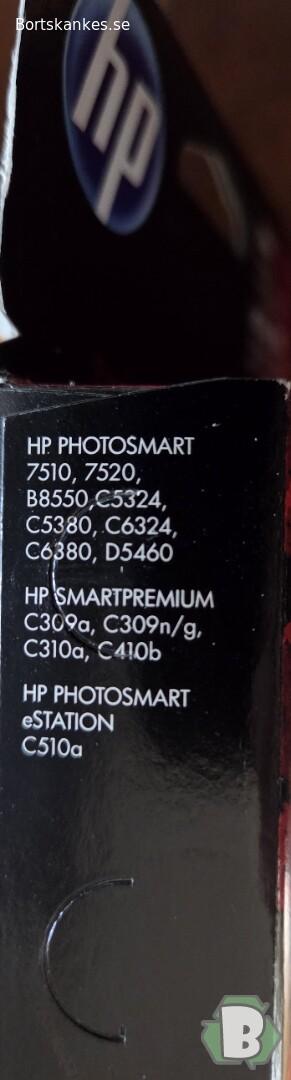 Bortskankes.se
hp
HP PHOTOSMART
7510, 7520,
B8550,C5324,
C5380, C6324,
C6380, D5460
HP SMARTPREMIUM
C309a, C309n/g,
C310a, C410b
HP PHOTOSMART
eSTATION
C510a
B